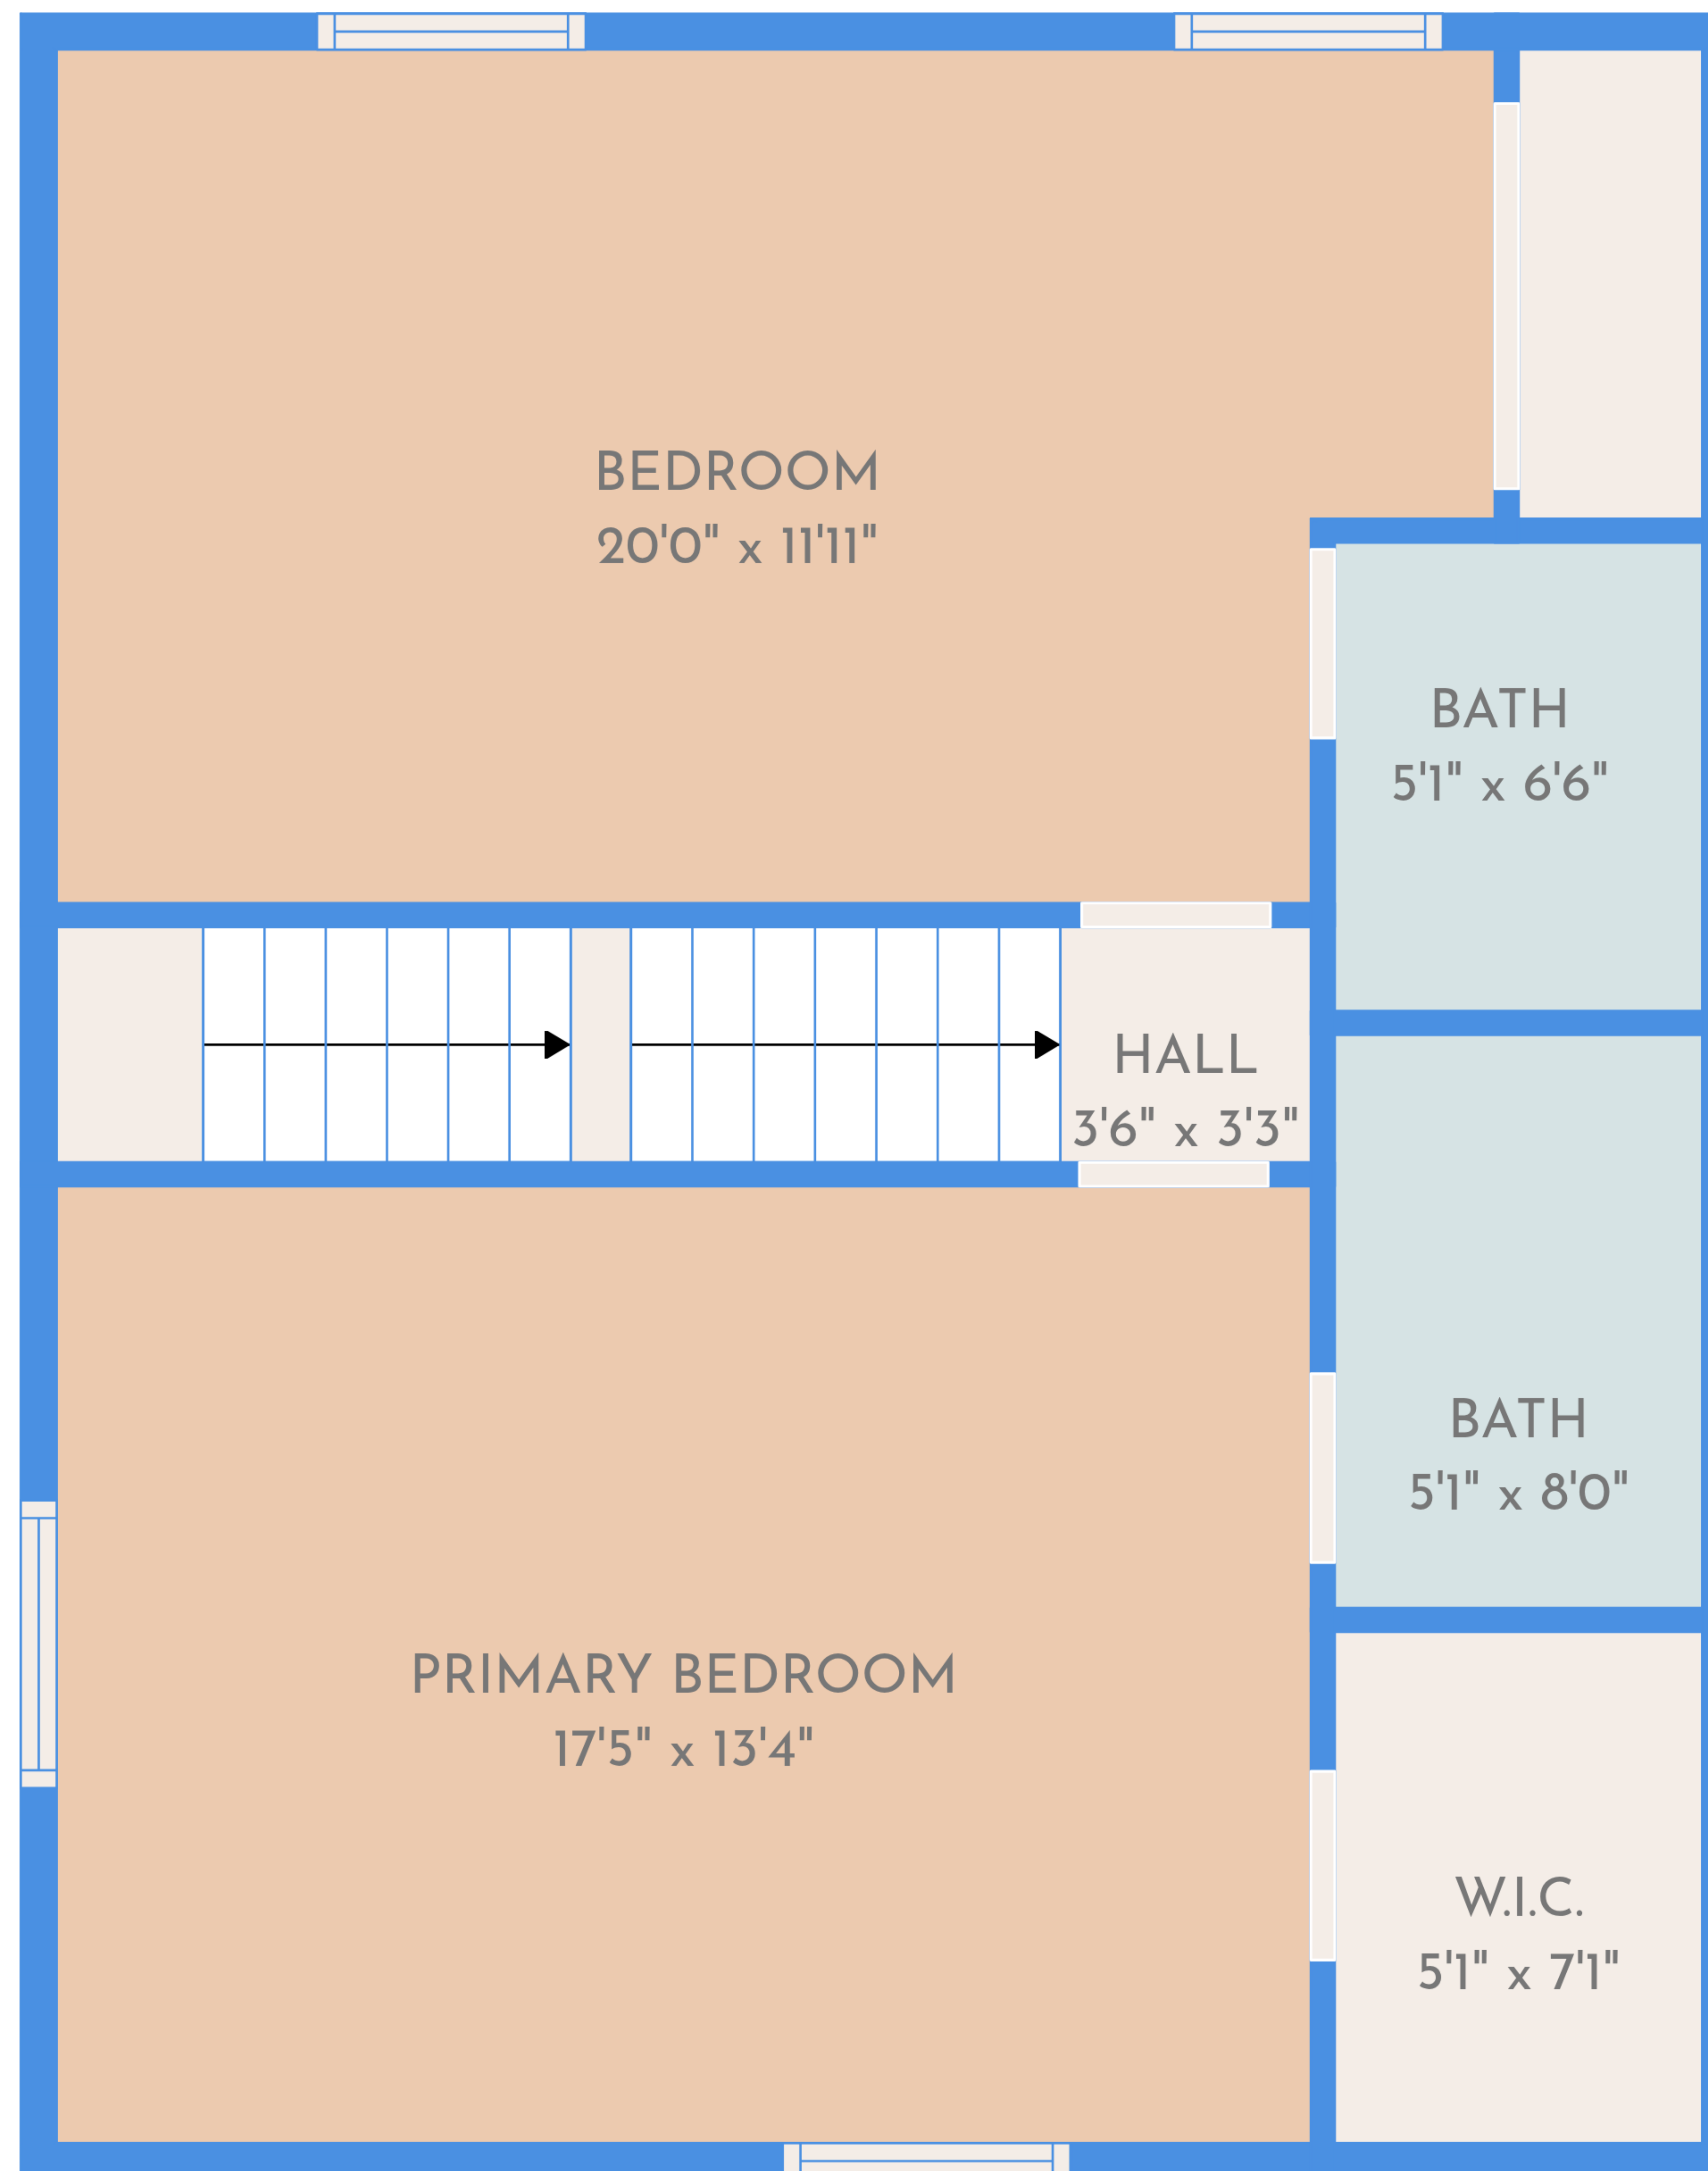 BEDROOM
20'0" x 11'11"
BATH
5'1" x 6'6"
HALL
3'6" x 3'3"
BATH
5'1" x 8'0"
PRIMARY BEDROOM
17'5" x 13'4"
W.I.C.
5'1" x 7'1"